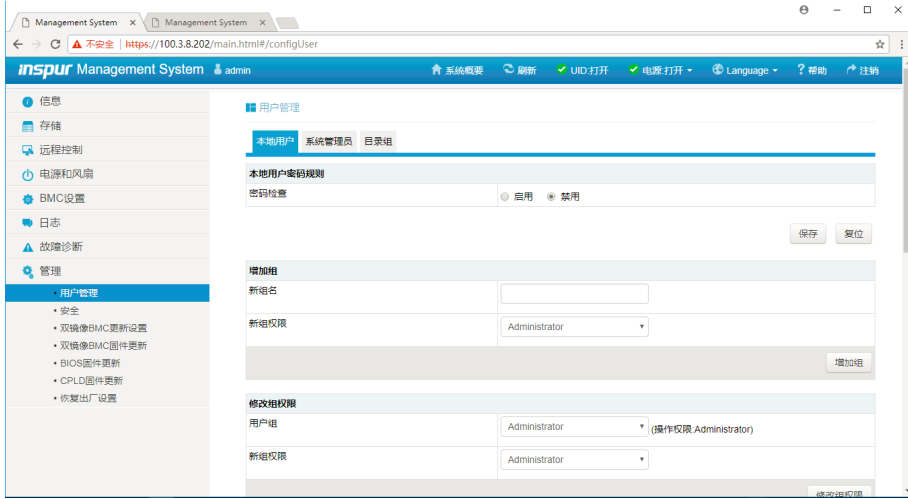 Management System
Management System
不安全 | https://100.3.8.202/main.html#/configUser
inspur Management System admin 系统概要 刷新 UID:打开 电源:打开 Language 帮助 注销
信息
存储
远程控制
电源和风扇
BMC设置
日志
故障诊断
管理
• 用户管理
• 安全
• 双镜像BMC更新设置
• 双镜像BMC固件更新
• BIOS固件更新
• CPLD固件更新
• 恢复出厂设置
用户管理
本地用户 系统管理员 目录组
本地用户密码规则
密码检查 启用 禁用
保存 复位
增加组
新组名
新组权限 Administrator
增加组
修改组权限
用户组 Administrator (操作权限:Administrator)
新组权限 Administrator
修改组权限